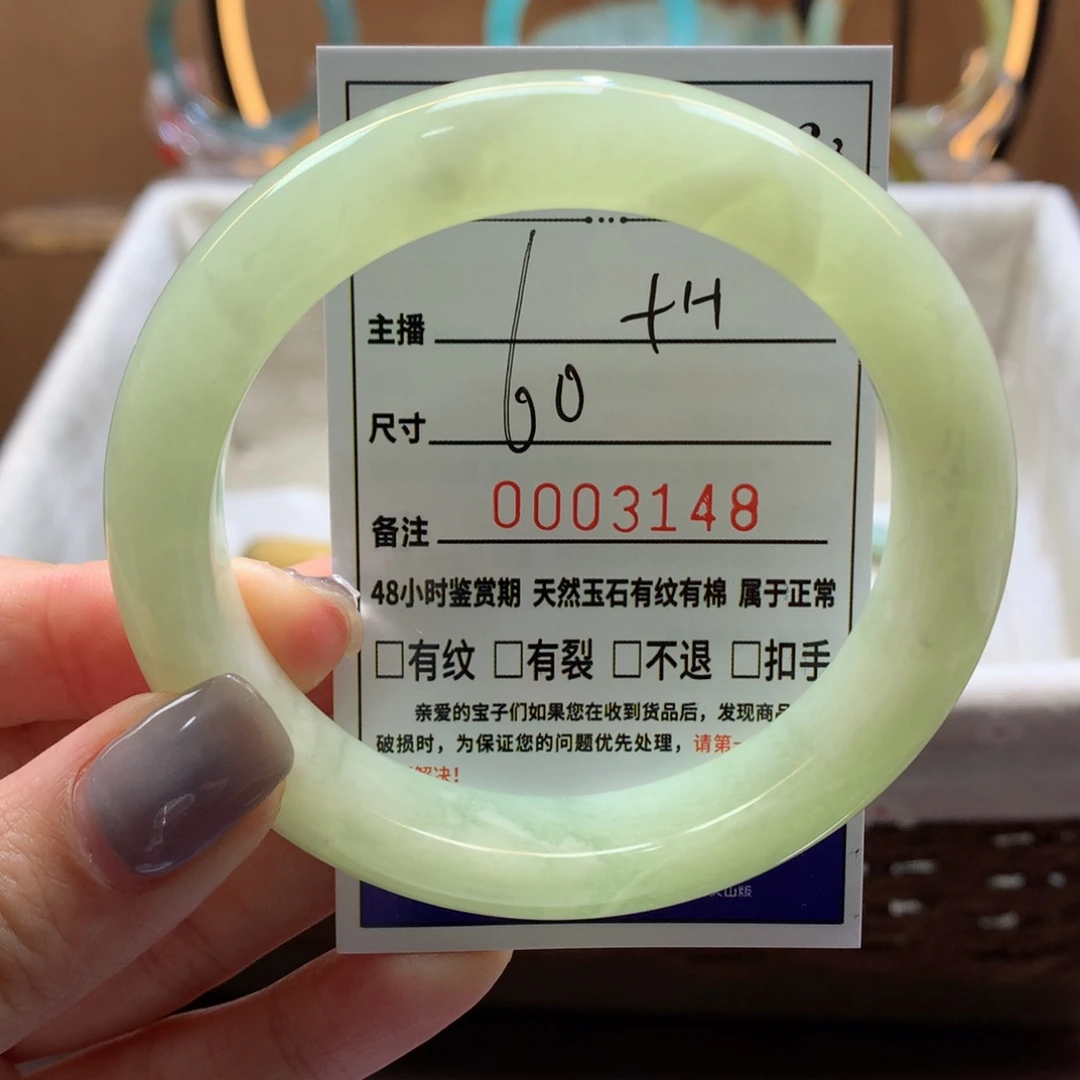 主播 +H
尺寸 60
备注 0003148
48小时鉴赏期 天然玉石有纹有棉 属于正常
□有纹 □有裂 □不退 □扣手
亲爱的宝子们如果您在收到货品后，发现商品
破损时，为保证您的问题优先处理，请第一
解决！